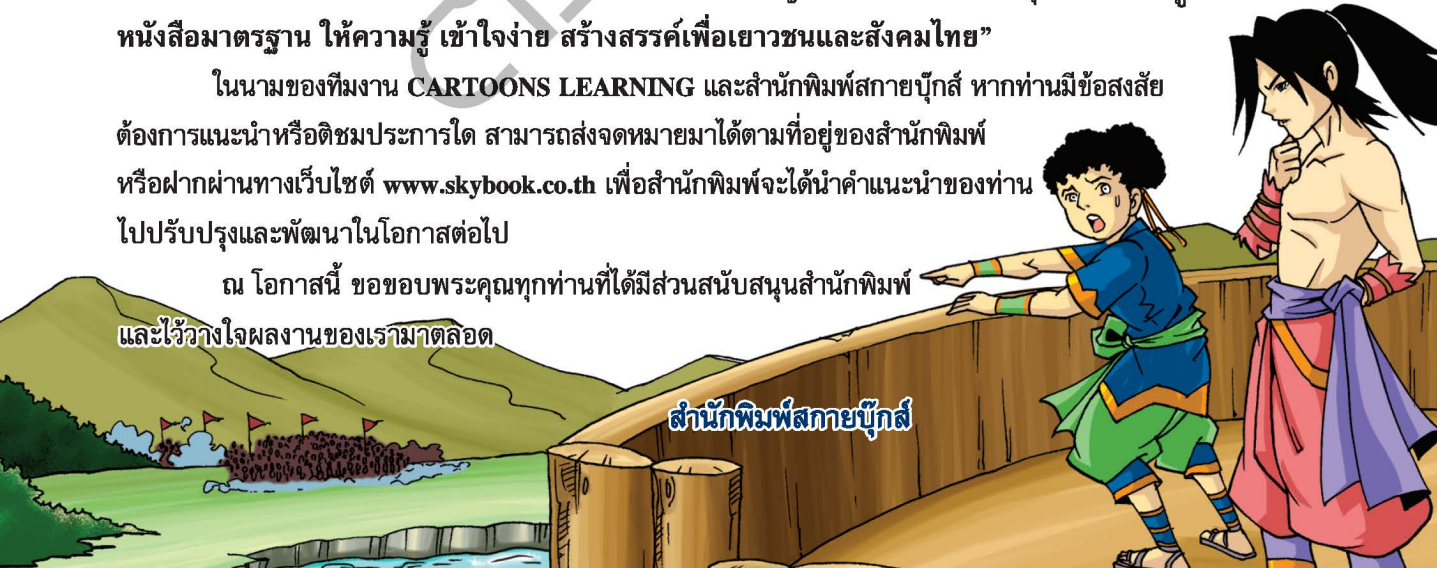 หนังสือมาตรฐาน ให้ความรู้ เข้าใจง่าย สร้างสรรค์เพื่อเยาวชนและสังคมไทย”
ในนามของทีมงาน CARTOONS LEARNING และสำนักพิมพ์สกายบุ๊กส์ หากท่านมีข้อสงสัย
ต้องการแนะนำหรือติชมประการใด สามารถส่งจดหมายมาได้ตามที่อยู่ของสำนักพิมพ์
หรือฝากผ่านทางเว็บไซต์ www.skybook.co.th เพื่อสำนักพิมพ์จะได้นำคำแนะนำของท่าน
ไปปรับปรุงและพัฒนาในโอกาสต่อไป
ณ โอกาสนี้ ขอขอบพระคุณทุกท่านที่ได้มีส่วนสนับสนุนสำนักพิมพ์
และไว้วางใจผลงานของเรามาตลอด
สำนักพิมพ์สกายบุ๊กส์